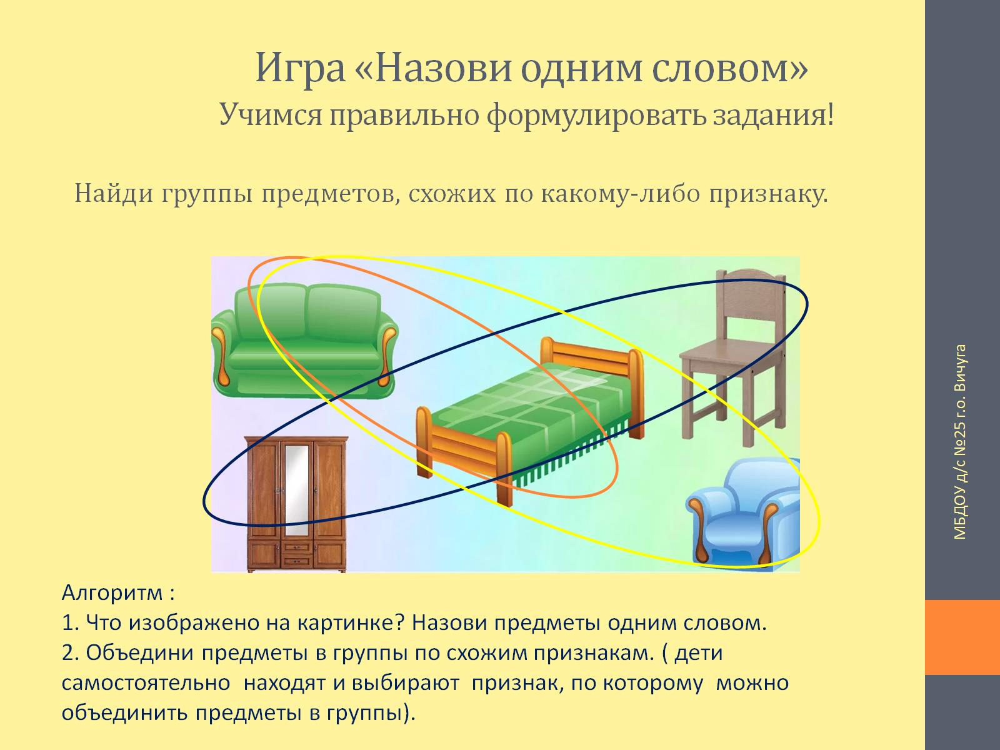 Игра «Назови одним словом»
Учимся правильно формулировать задания!
Найди группы предметов, схожих по какому-либо признаку.
Алгоритм :
1. Что изображено на картинке? Назови предметы одним словом.
2. Объедини предметы в группы по схожим признакам. ( дети
самостоятельно  находят и выбирают  признак, по которому  можно
объединить предметы в группы).
МБДОУ д/с №25 г.о. Вичуга